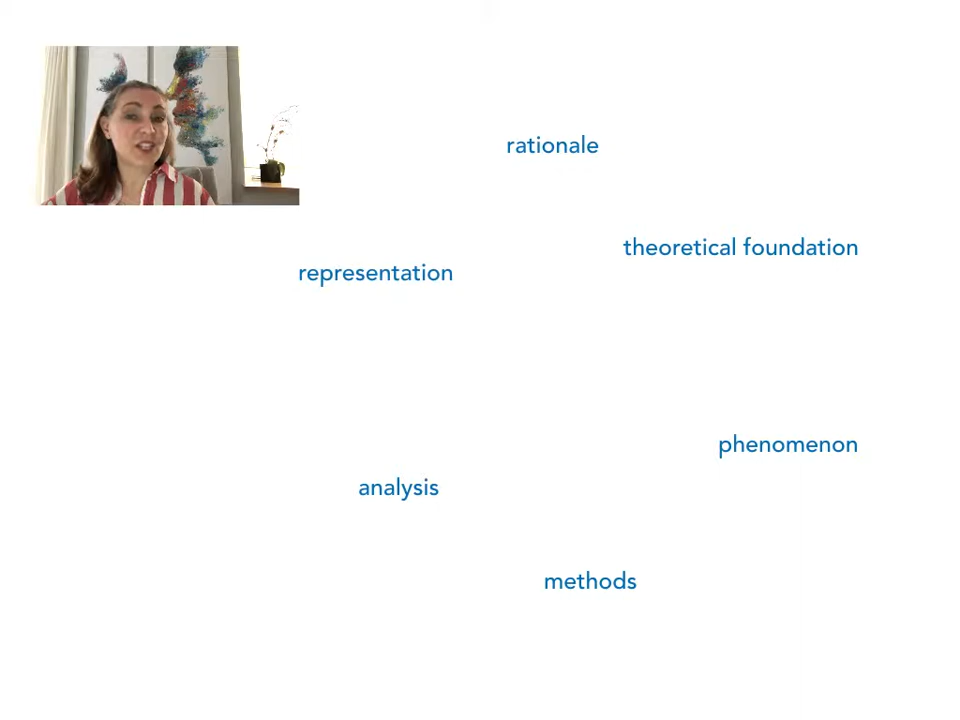 rationale
theoretical foundation
representation
phenomenon
analysis
methods